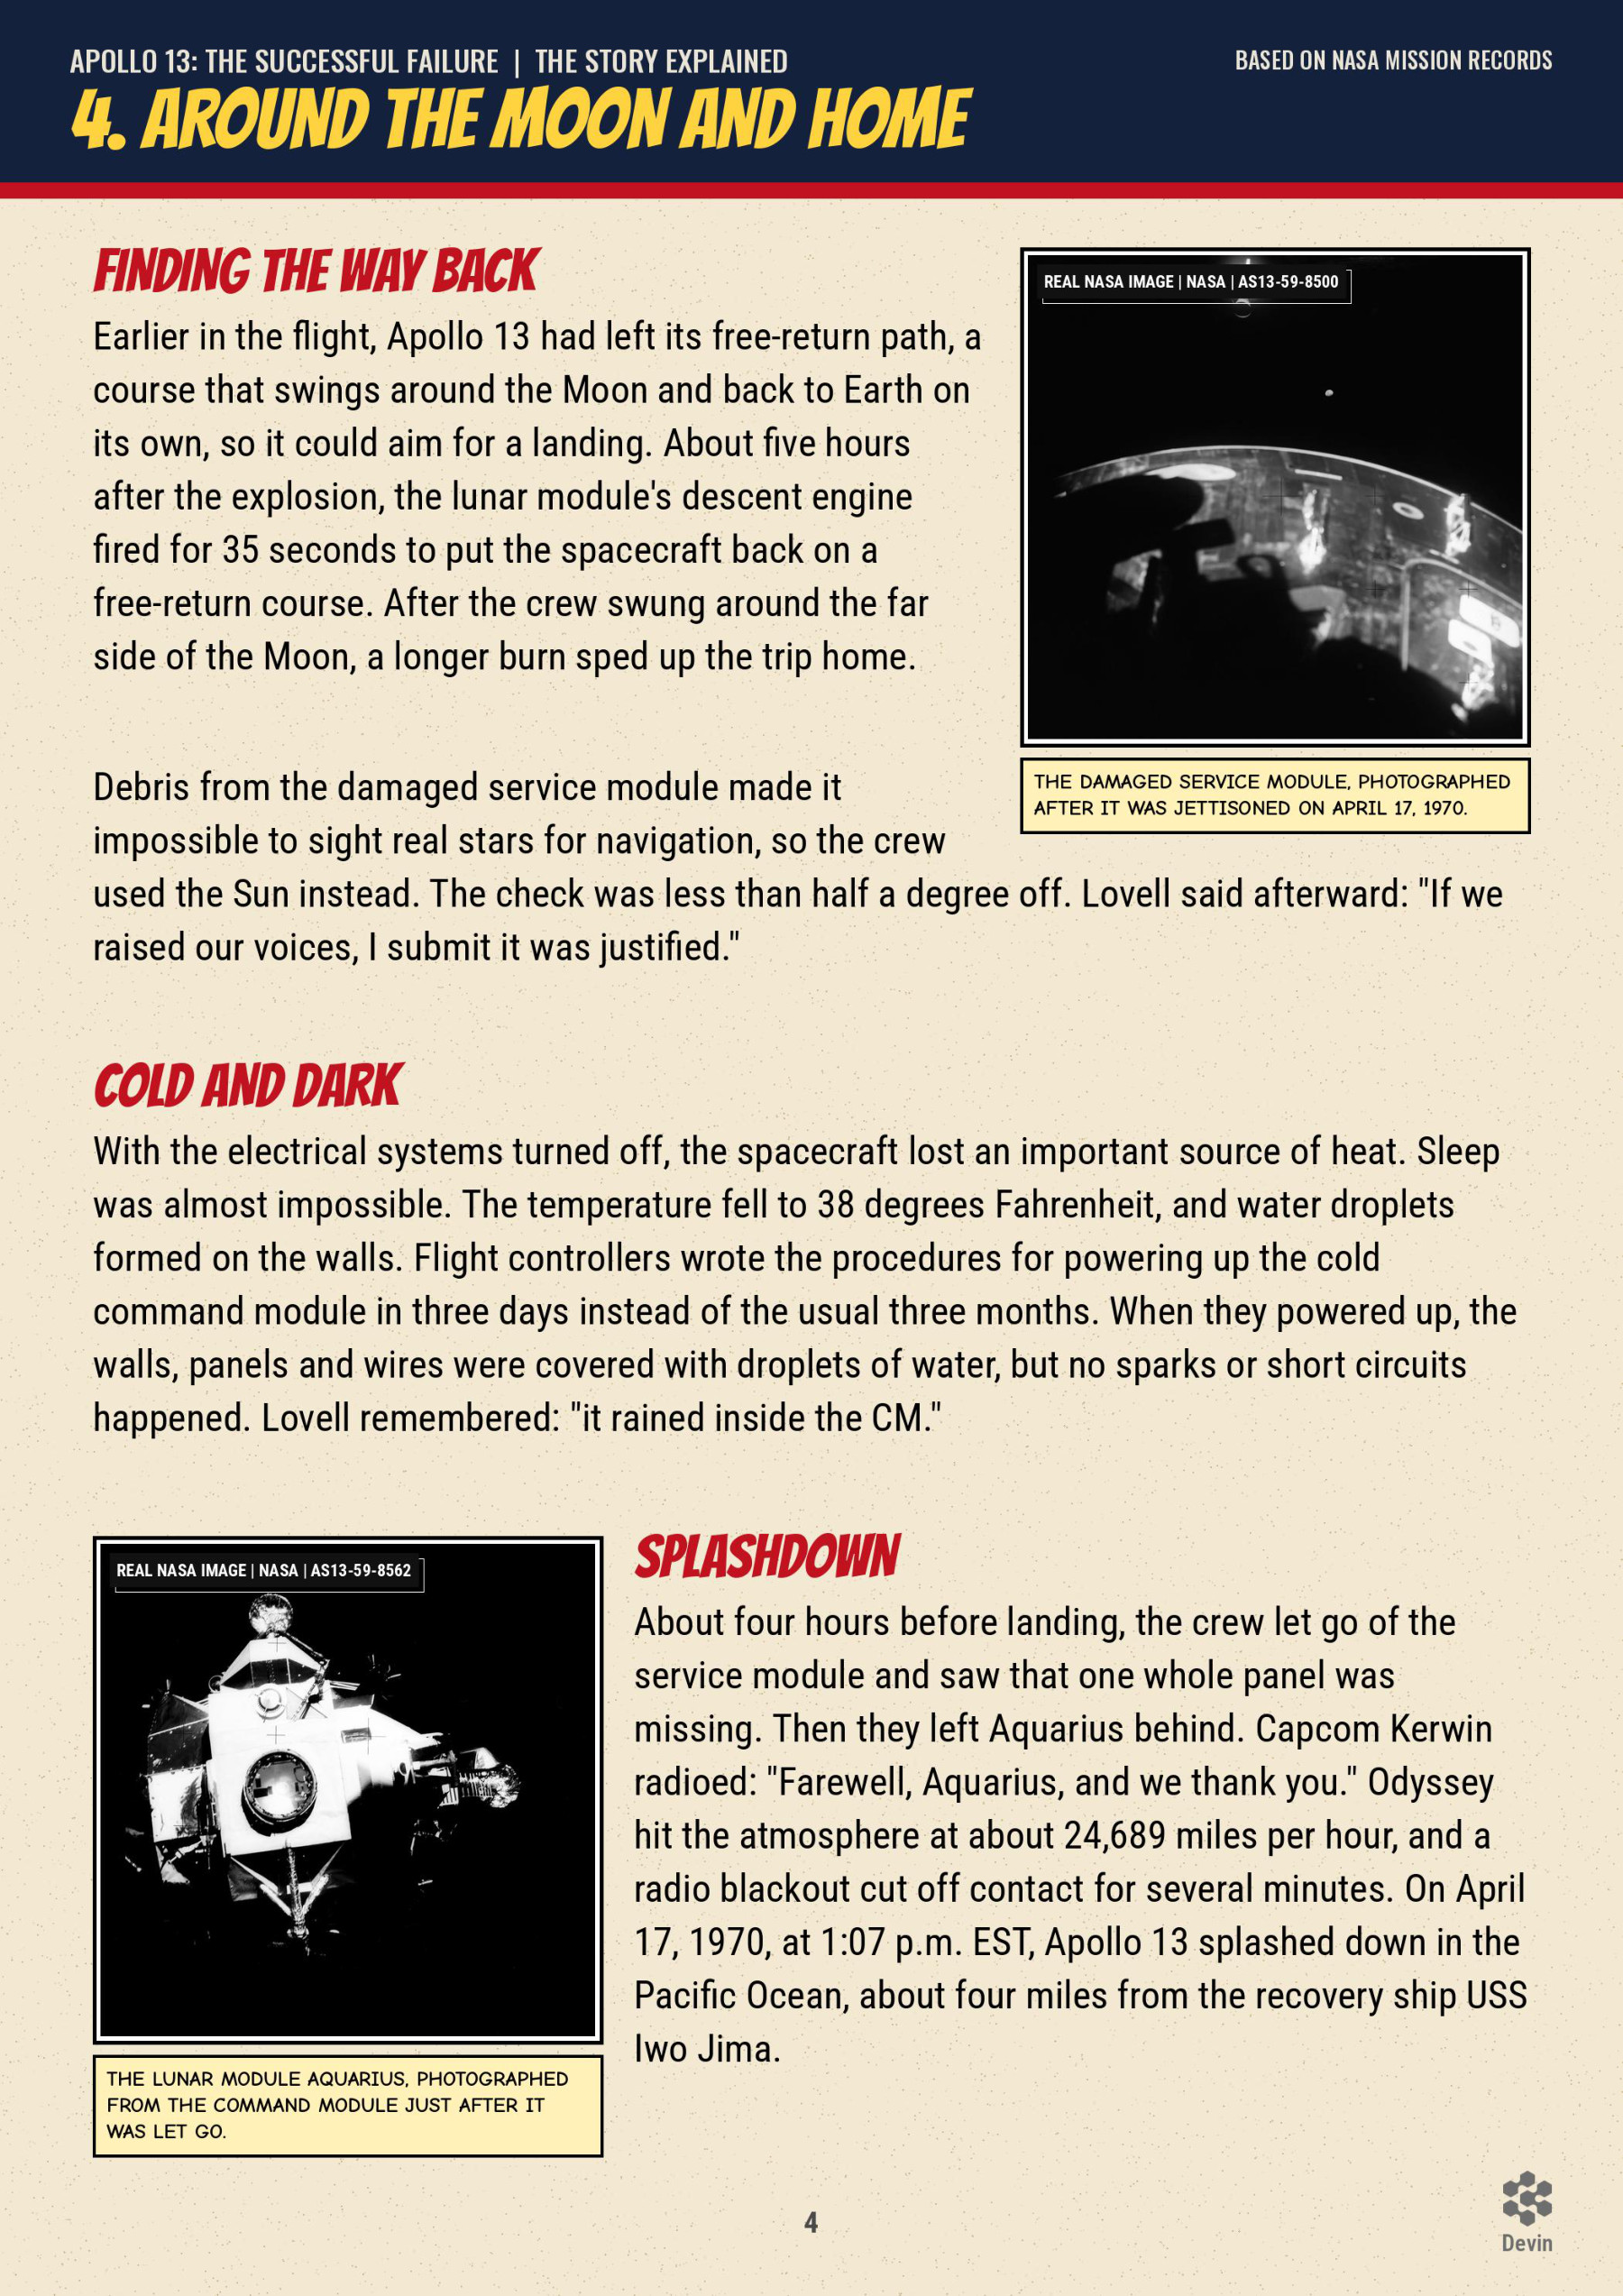 APOLLO 13: THE SUCCESSFUL FAILURE | THE STORY EXPLAINED
BASED ON NASA MISSION RECORDS
4. AROUND THE MOON AND HOME
FINDING THE WAY BACK
Earlier in the flight, Apollo 13 had left its free-return path, a
course that swings around the Moon and back to Earth on
its own, so it could aim for a landing. About five hours
after the explosion, the lunar module's descent engine
fired for 35 seconds to put the spacecraft back on a
free-return course. After the crew swung around the far
side of the Moon, a longer burn sped up the trip home.
REAL NASA IMAGE | NASA | AS13-59-8500
THE DAMAGED SERVICE MODULE, PHOTOGRAPHED
AFTER IT WAS JETTISONED ON APRIL 17, 1970.
Debris from the damaged service module made it
impossible to sight real stars for navigation, so the crew
used the Sun instead. The check was less than half a degree off. Lovell said afterward: "If we
raised our voices, I submit it was justified."
COLD AND DARK
With the electrical systems turned off, the spacecraft lost an important source of heat. Sleep
was almost impossible. The temperature fell to 38 degrees Fahrenheit, and water droplets
formed on the walls. Flight controllers wrote the procedures for powering up the cold
command module in three days instead of the usual three months. When they powered up, the
walls, panels and wires were covered with droplets of water, but no sparks or short circuits
happened. Lovell remembered: "it rained inside the CM."
REAL NASA IMAGE | NASA | AS13-59-8562
THE LUNAR MODULE AQUARIUS, PHOTOGRAPHED
FROM THE COMMAND MODULE JUST AFTER IT
WAS LET GO.
SPLASHDOWN
About four hours before landing, the crew let go of the
service module and saw that one whole panel was
missing. Then they left Aquarius behind. Capcom Kerwin
radioed: "Farewell, Aquarius, and we thank you." Odyssey
hit the atmosphere at about 24,689 miles per hour, and a
radio blackout cut off contact for several minutes. On April
17, 1970, at 1:07 p.m. EST, Apollo 13 splashed down in the
Pacific Ocean, about four miles from the recovery ship USS
Iwo Jima.
4
Devin